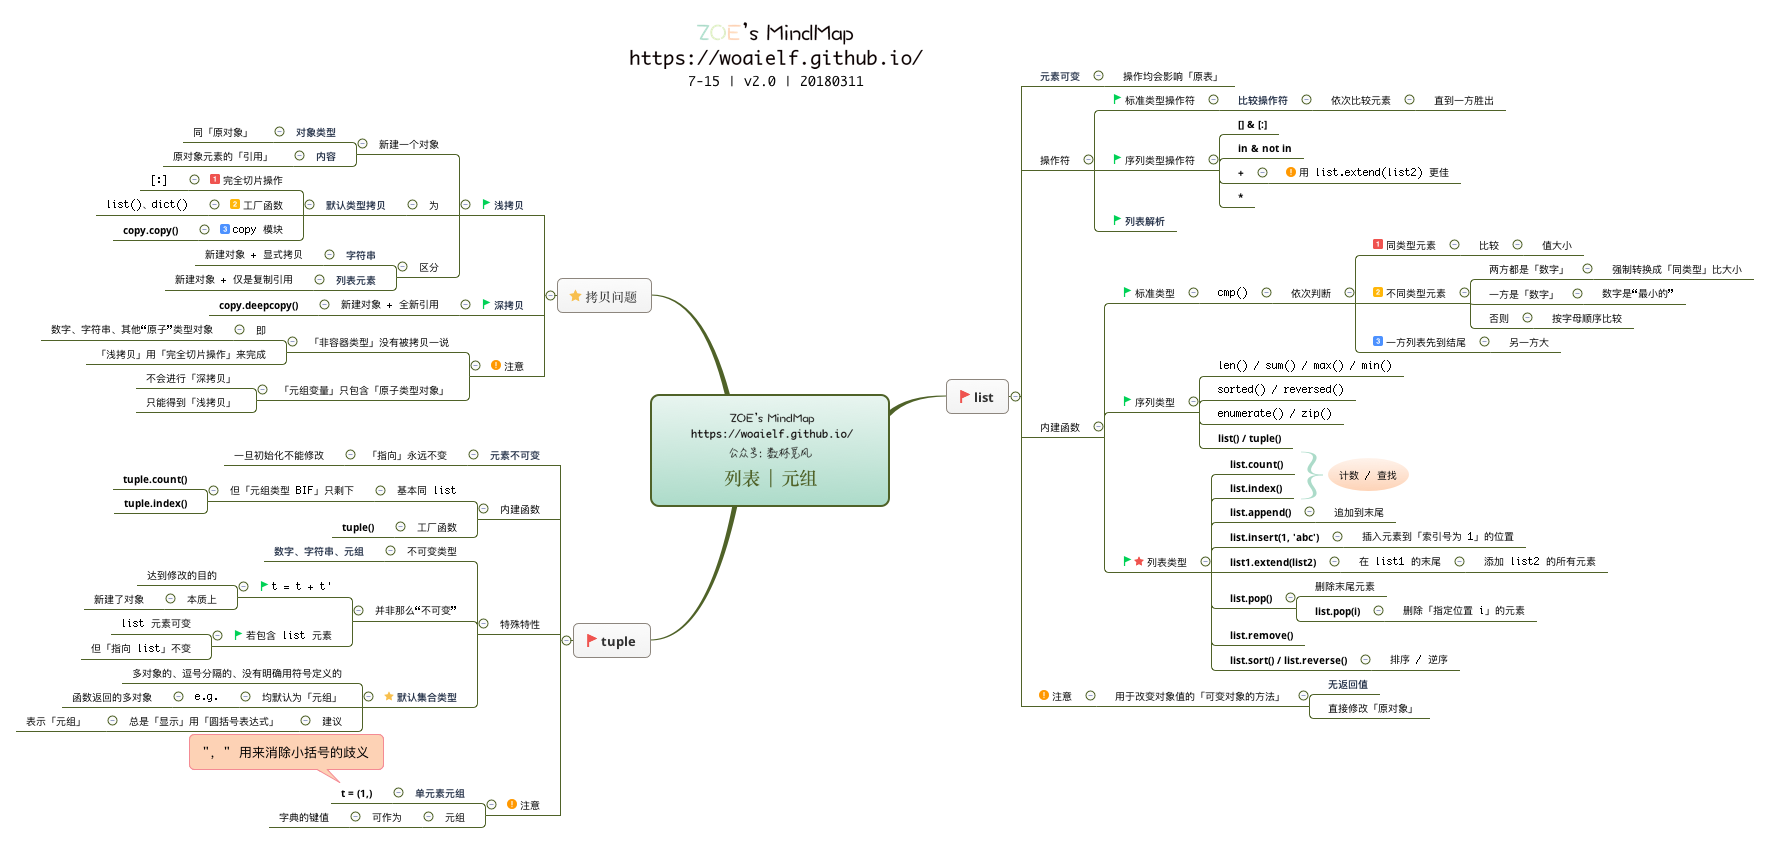 ZOE's MindMap
https://woaielf.github.io/
7-15 | v2.0 | 20180311
ZOE's MindMap
https://woaielf.github.io/
公众号: 数林觅风
列表 | 元组
拷贝问题
浅拷贝
新建一个对象
对象类型
同「原对象」
内容
原对象元素的「引用」
为
默认类型拷贝
1 完全切片操作
[:]
2 工厂函数
list()、dict()
3 copy 模块
copy.copy()
区分
字符串
新建对象 + 显式拷贝
列表元素
新建对象 + 仅是复制引用
深拷贝
新建对象 + 全新引用
copy.deepcopy()
注意
「非容器类型」没有被拷贝一说
即
数字、字符串、其他“原子”类型对象
「浅拷贝」用「完全切片操作」来完成
「元组变量」只包含「原子类型对象」
不会进行「深拷贝」
只能得到「浅拷贝」
tuple
元素不可变
「指向」永远不变
一旦初始化不能修改
内建函数
基本同 list
但「元组类型 BIF」只剩下
tuple.count()
tuple.index()
工厂函数
tuple()
特殊特性
不可变类型
数字、字符串、元组
并非那么“不可变”
t = t + t'
达到修改的目的
本质上
新建了对象
若包含 list 元素
list 元素可变
但「指向 list」不变
默认集合类型
多对象的、逗号分隔的、没有明确用符号定义的
均默认为「元组」
e.g.
函数返回的多对象
建议
总是「显示」用「圆括号表达式」
表示「元组」
注意
单元素元组
t = (1,)
"，" 用来消除小括号的歧义
元组
可作为
字典的键值
list
元素可变
操作均会影响「原表」
操作符
标准类型操作符
比较操作符
依次比较元素
直到一方胜出
序列类型操作符
[] & [:]
in & not in
+
用 list.extend(list2) 更佳
*
列表解析
内建函数
标准类型
cmp()
依次判断
1 同类型元素
比较
值大小
2 不同类型元素
两方都是「数字」
强制转换成「同类型」比大小
一方是「数字」
数字是“最小的”
否则
按字母顺序比较
3 一方列表先到结尾
另一方大
序列类型
len() / sum() / max() / min()
sorted() / reversed()
enumerate() / zip()
list() / tuple()
列表类型
list.count()
list.index()
计数 / 查找
list.append()
追加到末尾
list.insert(1, 'abc')
插入元素到「索引号为 1」的位置
list1.extend(list2)
在 list1 的末尾
添加 list2 的所有元素
list.pop()
删除末尾元素
list.pop(i)
删除「指定位置 i」的元素
list.remove()
list.sort() / list.reverse()
排序 / 逆序
注意
用于改变对象值的「可变对象的方法」
无返回值
直接修改「原对象」